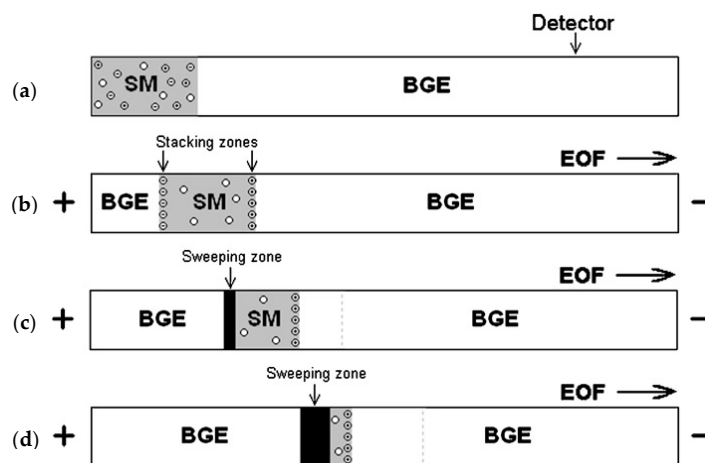 Detector
(a) SM BGE
Stacking zones
EOF
(b) + BGE SM BGE –
Sweeping zone
EOF
(c) + BGE SM BGE –
Sweeping zone
EOF
(d) + BGE BGE –